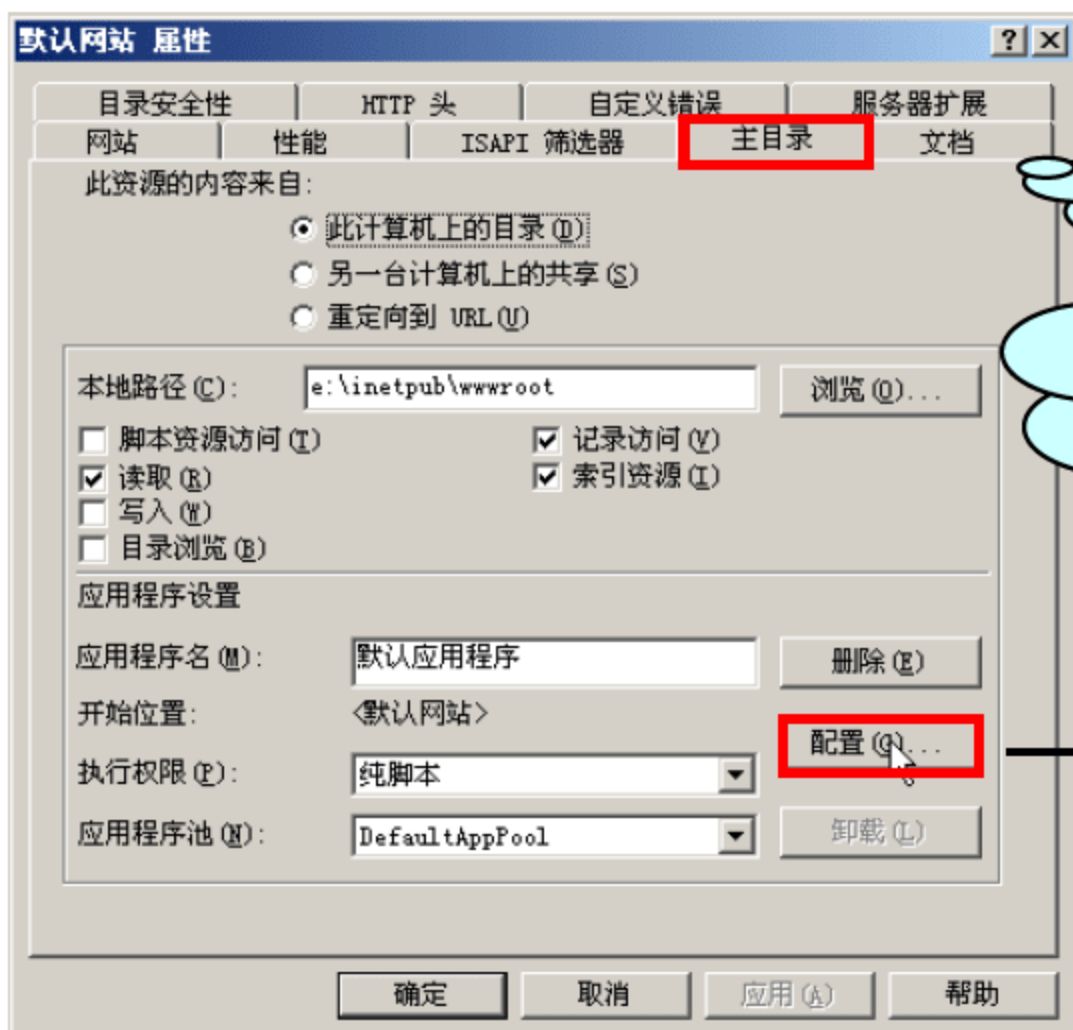 默认网站 属性
目录安全性 HTTP 头 自定义错误 服务器扩展
网站 性能 ISAPI 筛选器 主目录 文档
此资源的内容来自:
此计算机上的目录(D)
另一台计算机上的共享(S)
重定向到 URL(U)
本地路径(C): e:\inetpub\wwwroot 浏览(O)...
脚本资源访问(T) 记录访问(V)
读取(R) 索引资源(I)
写入(W)
目录浏览(B)
应用程序设置
应用程序名(M): 默认应用程序 删除(E)
开始位置: <默认网站>
配置(G)...
执行权限(P): 纯脚本
应用程序池(N): DefaultAppPool 卸载(L)
确定 取消 应用(A) 帮助